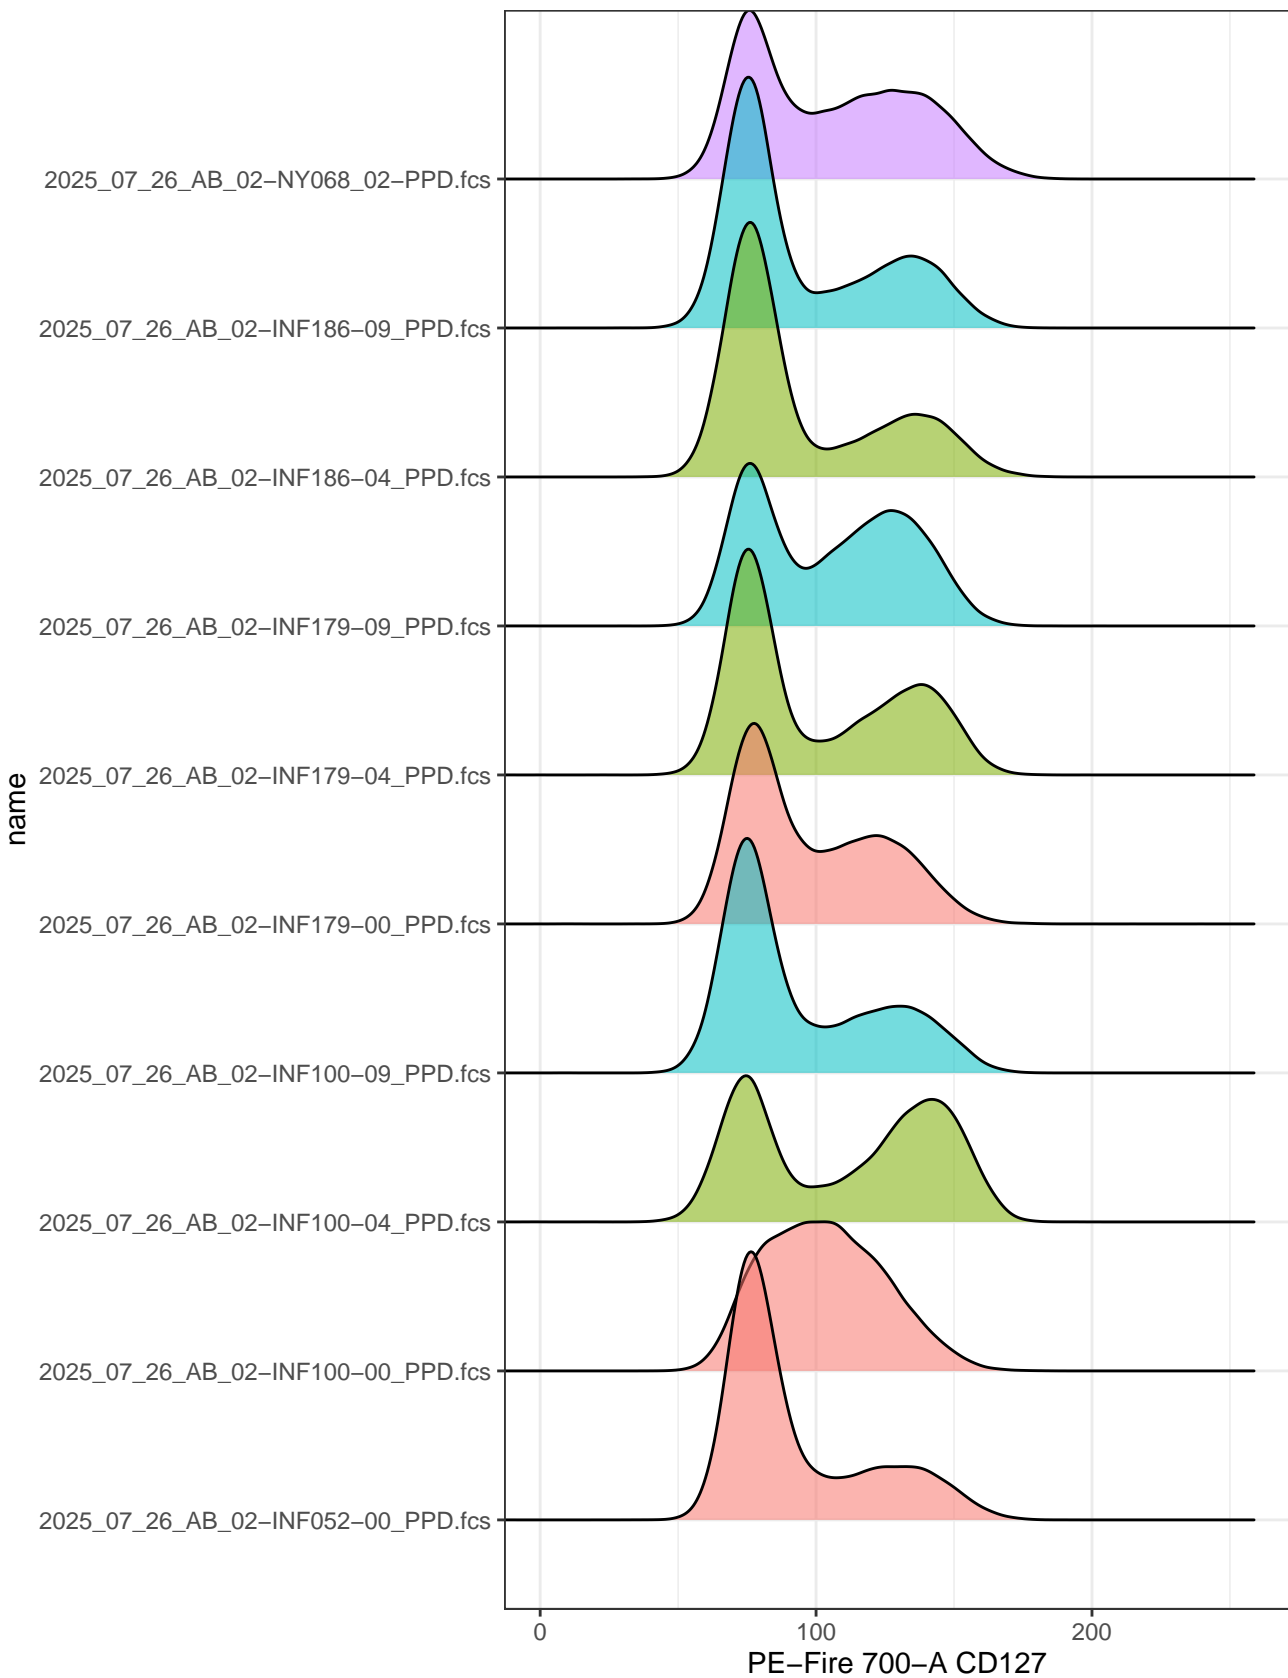 2025_07_26_AB_02−NY068_02−PPD.fcs
2025_07_26_AB_02−INF186−09_PPD.fcs
2025_07_26_AB_02−INF186−04_PPD.fcs
2025_07_26_AB_02−INF179−09_PPD.fcs
2025_07_26_AB_02−INF179−04_PPD.fcs
name
2025_07_26_AB_02−INF179−00_PPD.fcs
2025_07_26_AB_02−INF100−09_PPD.fcs
2025_07_26_AB_02−INF100−04_PPD.fcs
2025_07_26_AB_02−INF100−00_PPD.fcs
2025_07_26_AB_02−INF052−00_PPD.fcs
0 100 200
PE−Fire 700−A CD127